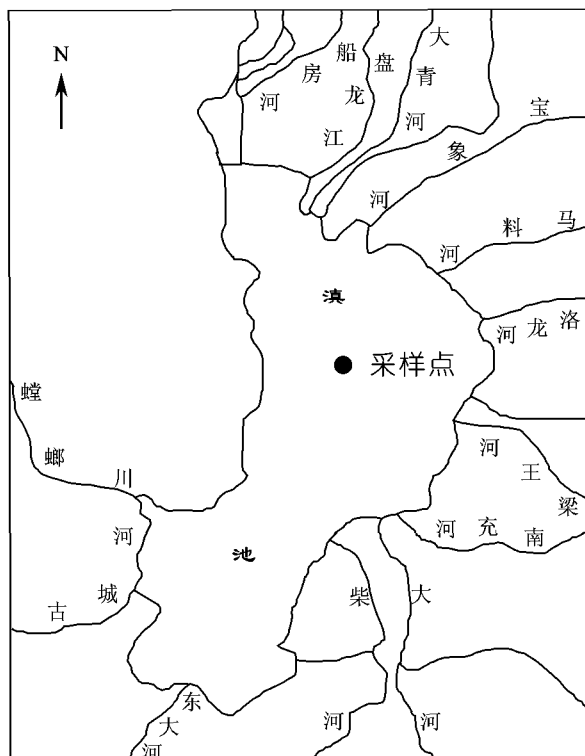 N
船房河
盘龙江
大青河
宝象河
马料河
洛龙河
滇池
采样点
螳螂川
梁王河
南充河
古城河
柴河
大河
东大河